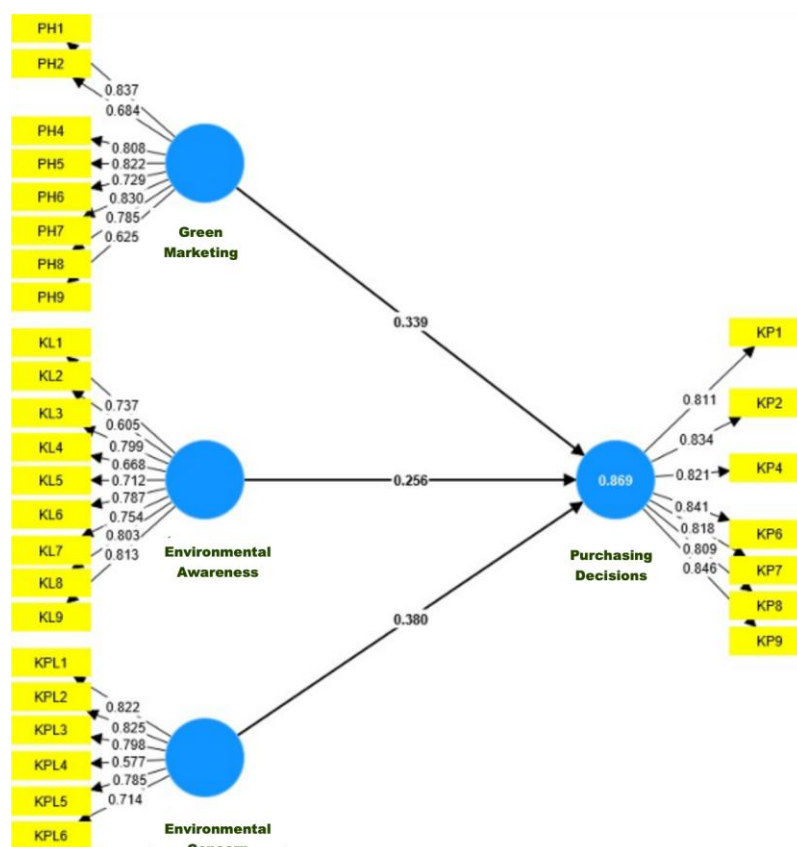 PH1
PH2
0.837
0.684
PH4
PH5
PH6
PH7
PH8
PH9
0.808
0.822
0.729
0.830
0.785
0.625
Green
Marketing
0.339
KL1
KL2
KL3
KL4
KL5
KL6
KL7
KL8
KL9
0.737
0.605
0.799
0.668
0.712
0.787
0.754
0.803
0.813
Environmental
Awareness
0.256
KPL1
KPL2
KPL3
KPL4
KPL5
KPL6
0.822
0.825
0.798
0.577
0.785
0.714
Environmental
0.380
0.869
Purchasing
Decisions
0.811
0.834
0.821
0.841
0.818
0.809
0.846
KP1
KP2
KP4
KP6
KP7
KP8
KP9